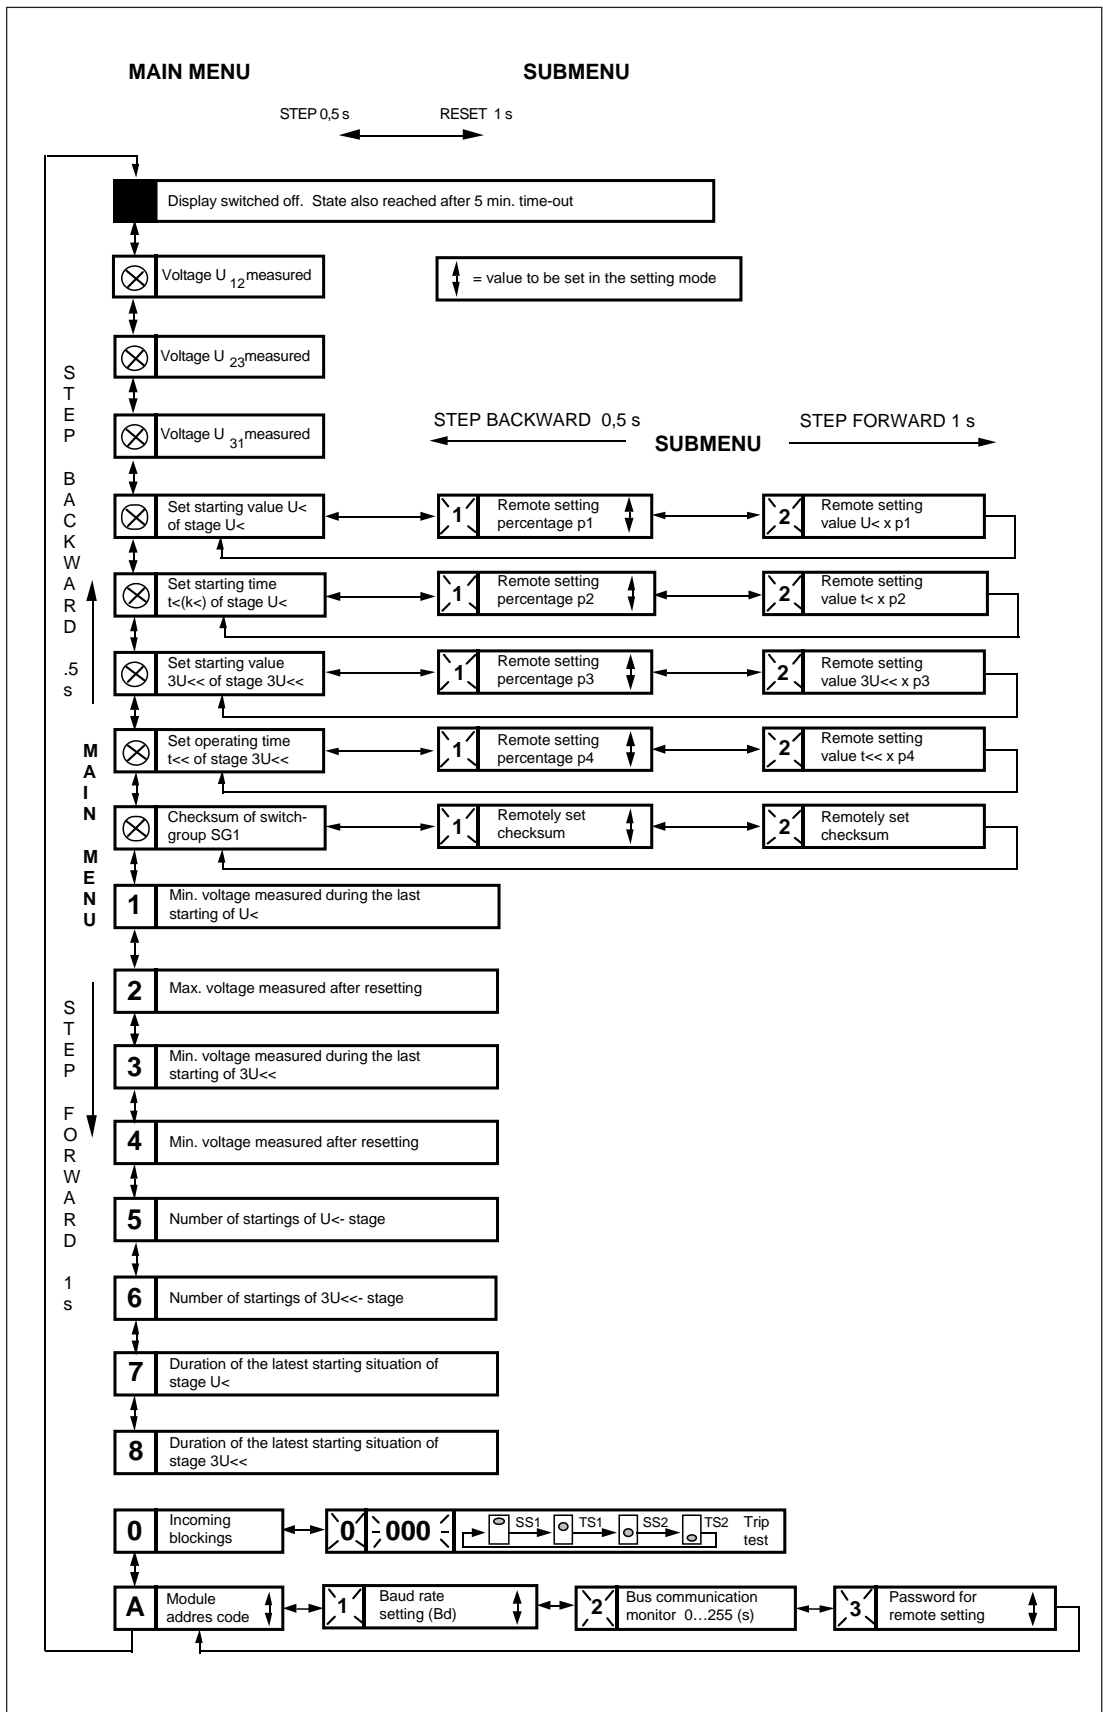 MAIN MENU
SUBMENU
STEP 0,5 s
RESET 1 s
Display switched off. State also reached after 5 min. time-out
Voltage U 12 measured
= value to be set in the setting mode
Voltage U 23 measured
Voltage U 31 measured
STEP BACKWARD 0,5 s
SUBMENU
STEP FORWARD 1 s
STEP BACKWARD .5 s
MAIN MENU
STEP FORWARD 1 s
Set starting value U<
of stage U<
1
Remote setting
percentage p1
2
Remote setting
value U< x p1
Set starting time
t<(k<) of stage U<
1
Remote setting
percentage p2
2
Remote setting
value t< x p2
Set starting value
3U<< of stage 3U<<
1
Remote setting
percentage p3
2
Remote setting
value 3U<< x p3
Set operating time
t<< of stage 3U<<
1
Remote setting
percentage p4
2
Remote setting
value t<< x p4
Checksum of switch-
group SG1
1
Remotely set
checksum
2
Remotely set
checksum
1
Min. voltage measured during the last
starting of U<
2
Max. voltage measured after resetting
3
Min. voltage measured during the last
starting of 3U<<
4
Min. voltage measured after resetting
5
Number of startings of U<- stage
6
Number of startings of 3U<<- stage
7
Duration of the latest starting situation of
stage U<
8
Duration of the latest starting situation of
stage 3U<<
0
Incoming
blockings
0
000
SS1
TS1
SS2
TS2
Trip
test
A
Module
addres code
1
Baud rate
setting (Bd)
2
Bus communication
monitor 0...255 (s)
3
Password for
remote setting